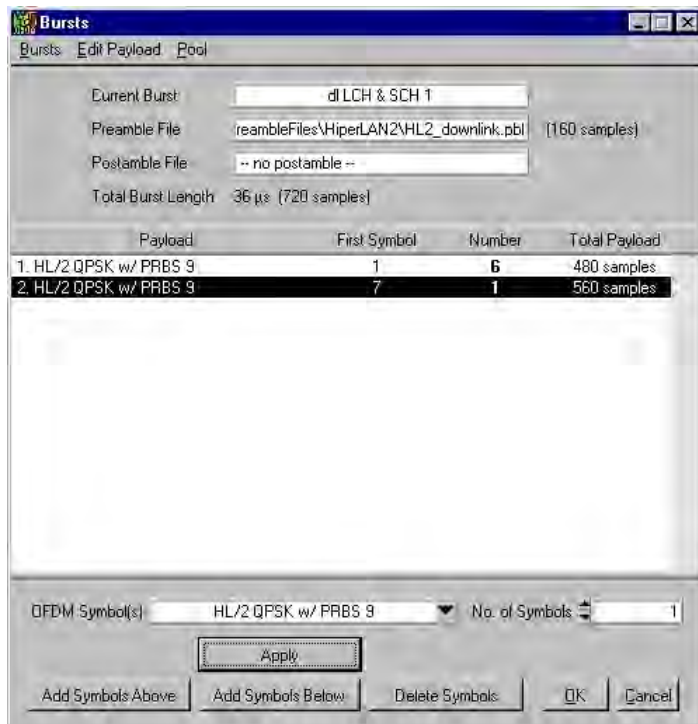 Bursts
Bursts Edit Payload Pool
Current Burst dl LCH & SCH 1
Preamble File reambleFiles\HiperLAN2\HL2_downlink.pbl (160 samples)
Postamble File -- no postamble --
Total Burst Length 36 µs (720 samples)
Payload First Symbol Number Total Payload
1. HL/2 QPSK w/ PRBS 9 1 6 480 samples
2. HL/2 QPSK w/ PRBS 9 7 1 560 samples
OFDM Symbol(s) HL/2 QPSK w/ PRBS 9 No. of Symbols 1
Apply
Add Symbols Above Add Symbols Below Delete Symbols OK Cancel